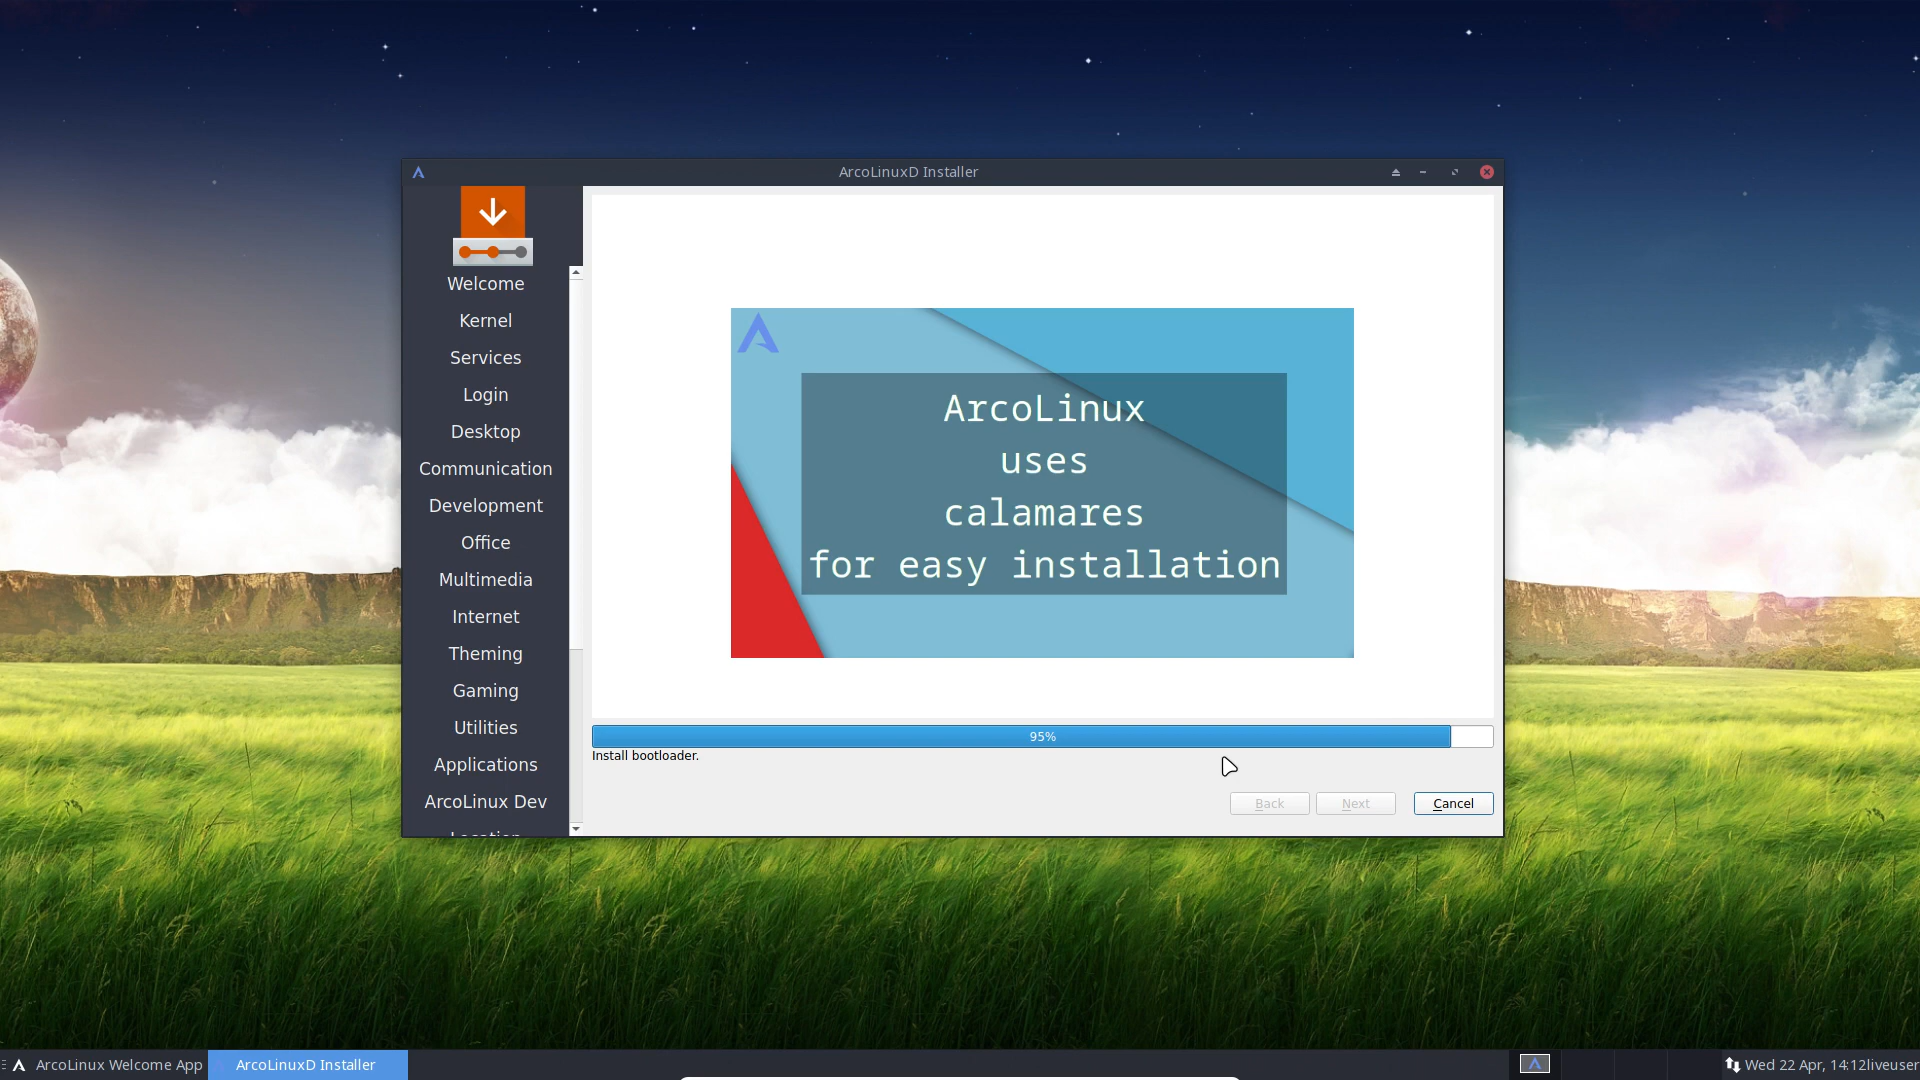 ArcoLinuxD Installer
Welcome
Kernel
Services
Login
Desktop
Communication
Development
Office
Multimedia
Internet
Theming
Gaming
Utilities
Applications
ArcoLinux Dev
Location
ArcoLinux
uses
calamares
for easy installation
95%
Install bootloader.
Back
Next
Cancel
ArcoLinux Welcome App
ArcoLinuxD Installer
Wed 22 Apr, 14:12liveuser